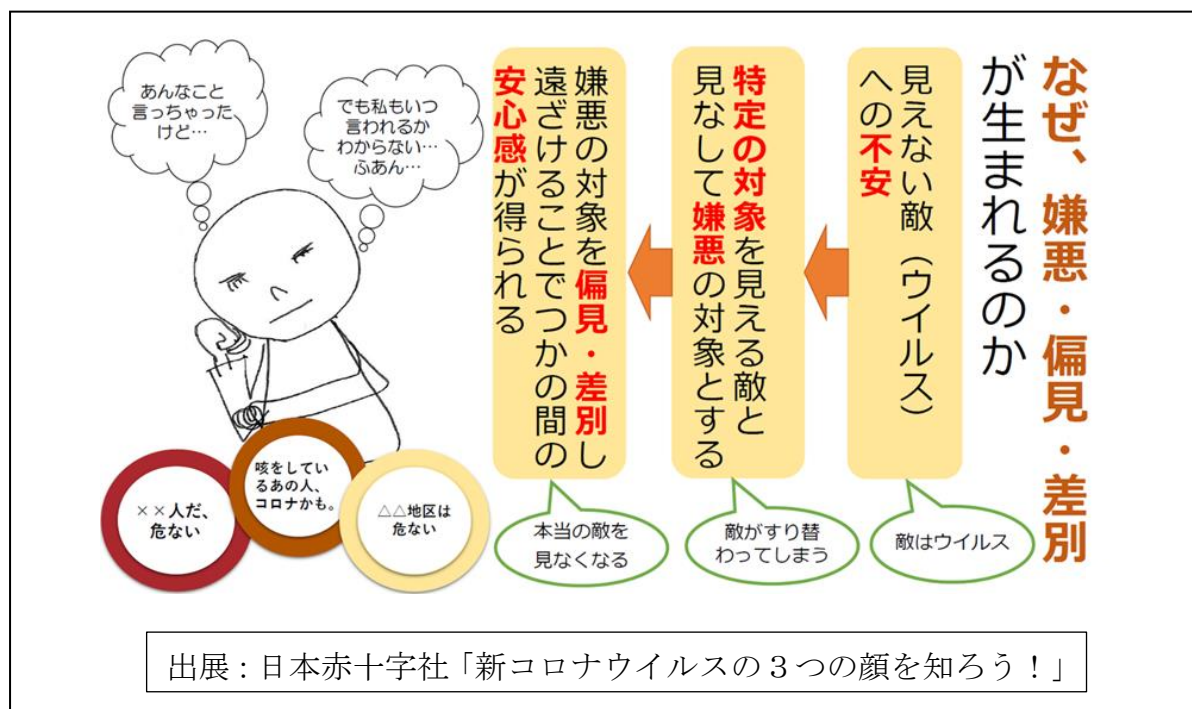 なぜ、嫌悪・偏見・差別
が生まれるのか
見えない敵（ウイルス）
への不安
特定の対象を見える敵と
見なして嫌悪の対象とする
嫌悪の対象を偏見・差別し
遠ざけることでつかの間の
安心感が得られる
敵はウイルス
敵がすり替
わってしまう
本当の敵を
見なくなる
でも私もいつ
言われるか
わからない…
ふあん…
あんなこと
言っちゃった
けど…
××人だ、
危ない
咳をしてい
るあの人、
コロナかも。
△△地区は
危ない
出展：日本赤十字社「新コロナウイルスの３つの顔を知ろう！」